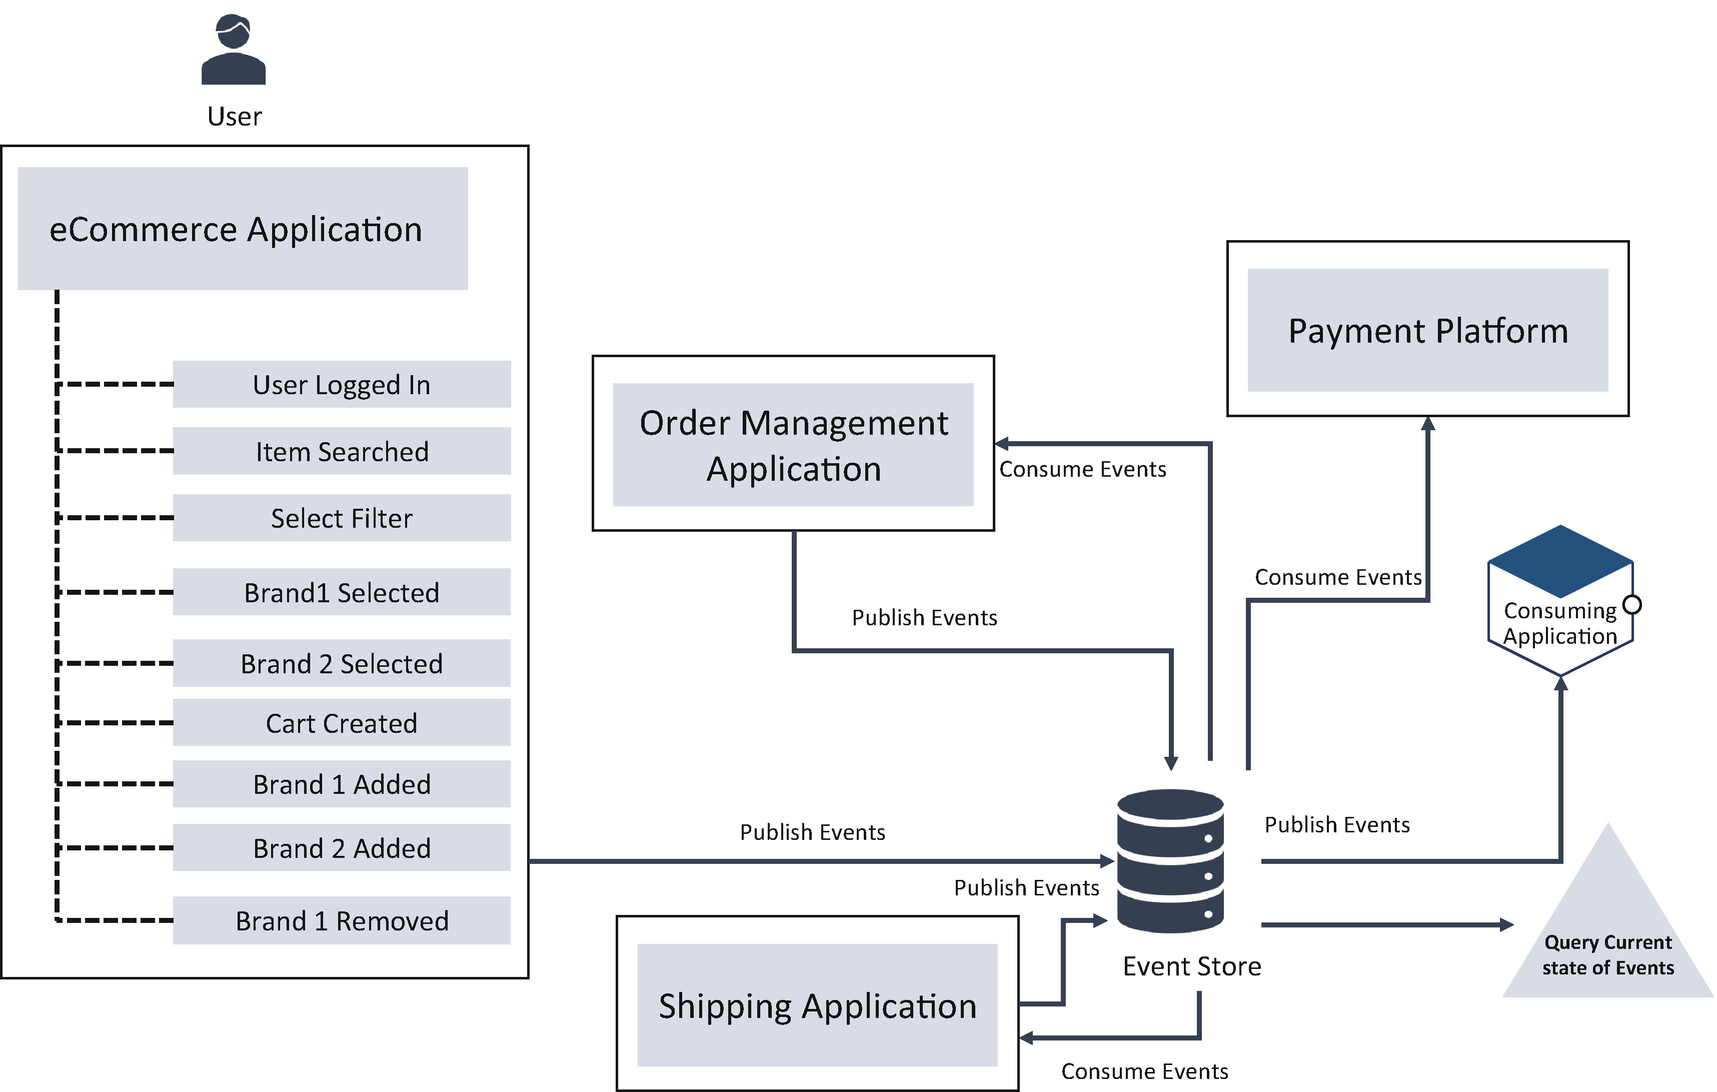 User
eCommerce Application
User Logged In
Item Searched
Select Filter
Brand1 Selected
Brand 2 Selected
Cart Created
Brand 1 Added
Brand 2 Added
Brand 1 Removed
Order Management
Application
Consume Events
Publish Events
Payment Platform
Consume Events
Consuming
Application
Publish Events
Publish Events
Publish Events
Event Store
Query Current
state of Events
Shipping Application
Consume Events